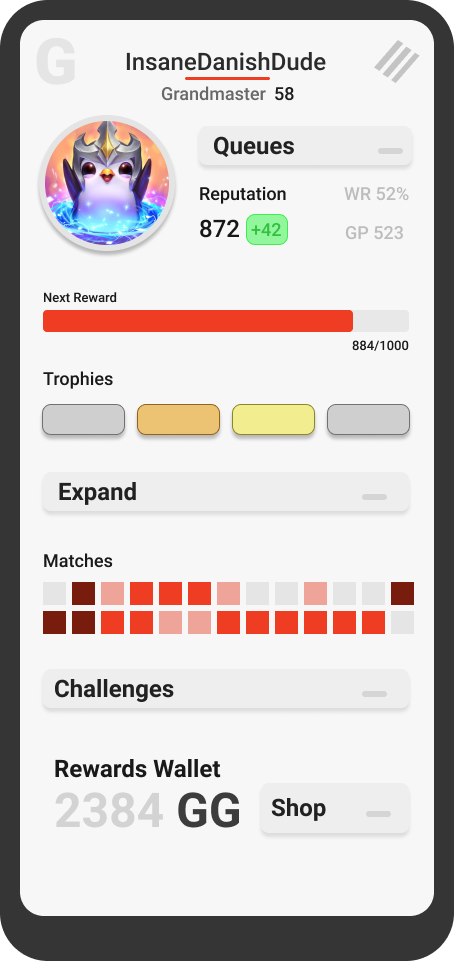 G
InsaneDanishDude
Grandmaster 58
Queues
Reputation WR 52%
872 +42 GP 523
Next Reward
884/1000
Trophies
Expand
Matches
Challenges
Rewards Wallet
2384 GG Shop